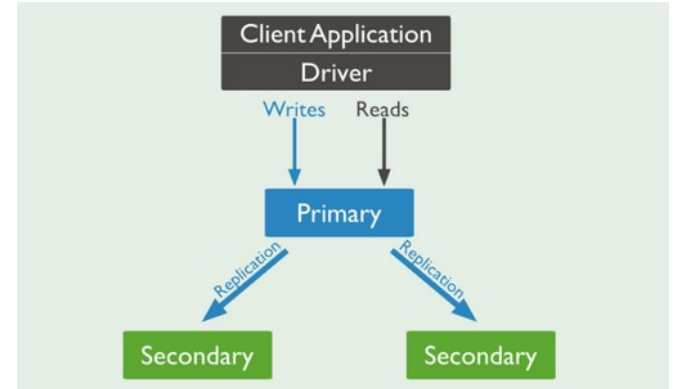 Client Application
Driver
Writes Reads
Primary
Replication Replication
Secondary Secondary